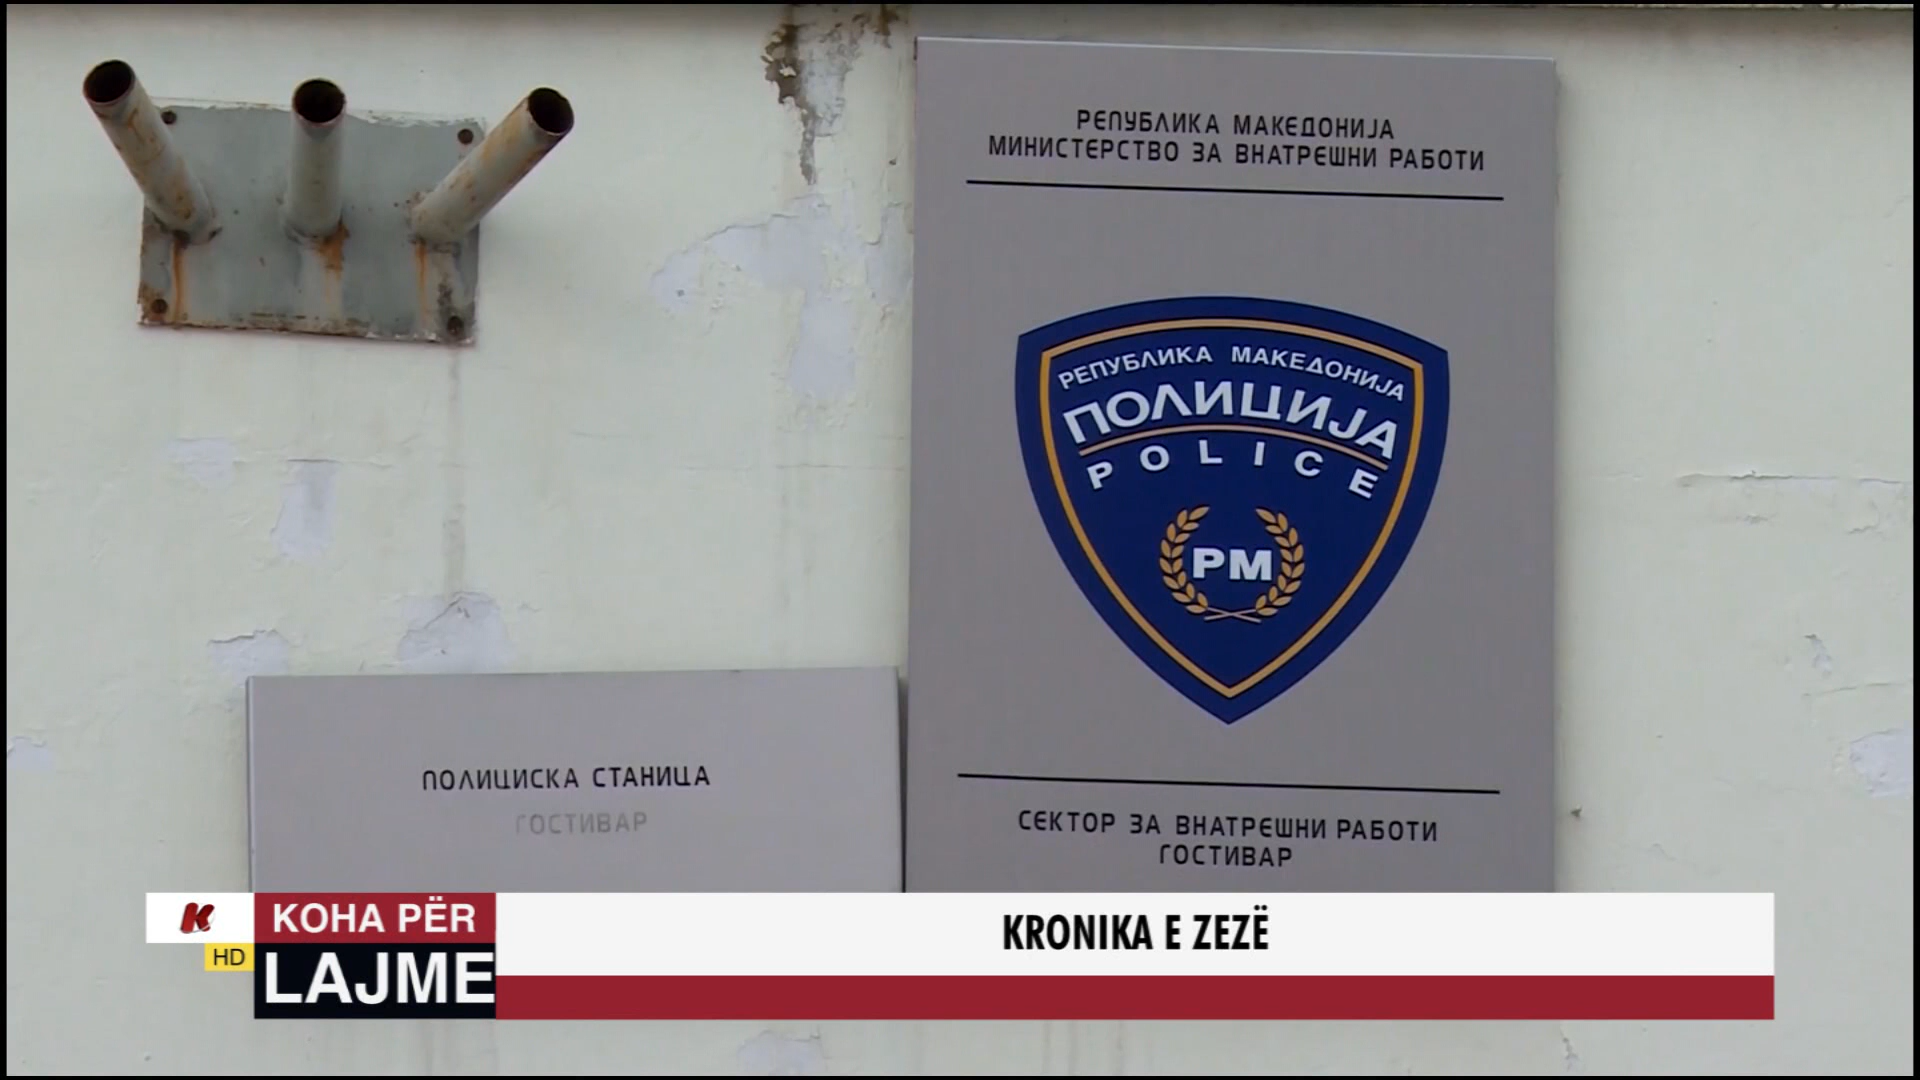 РЕПУБЛИКА МАКЕДОНИЈА
МИНИСТЕРСТВО ЗА ВНАТРЕШНИ РАБОТИ
РЕПУБЛИКА МАКЕДОНИЈА
ПОЛИЦИЈА
POLICE
РМ
СЕКТОР ЗА ВНАТРЕШНИ РАБОТИ
ГОСТИВАР
ПОЛИЦИСКА СТАНИЦА
ГОСТИВАР
K
HD
KOHA PËR
LAJME
KRONIKA E ZEZË